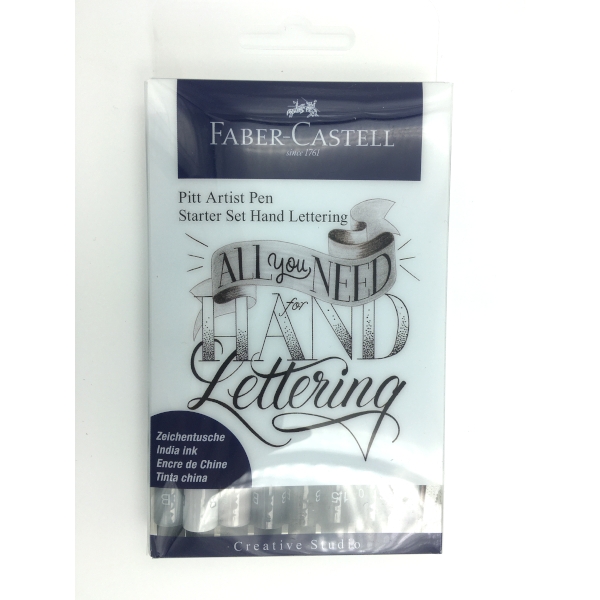 FABER-CASTELL
since 1761
Pitt Artist Pen
Starter Set Hand Lettering
ALL you NEED
for
HAND
Lettering
Zeichentusche
India ink
Encre de Chine
Tinta china
Creative Studio